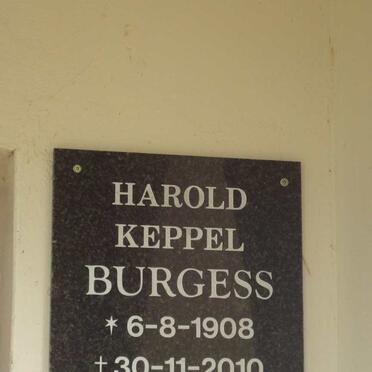 HAROLD
KEPPEL
BURGESS
* 6-8-1908
† 30-11-2010